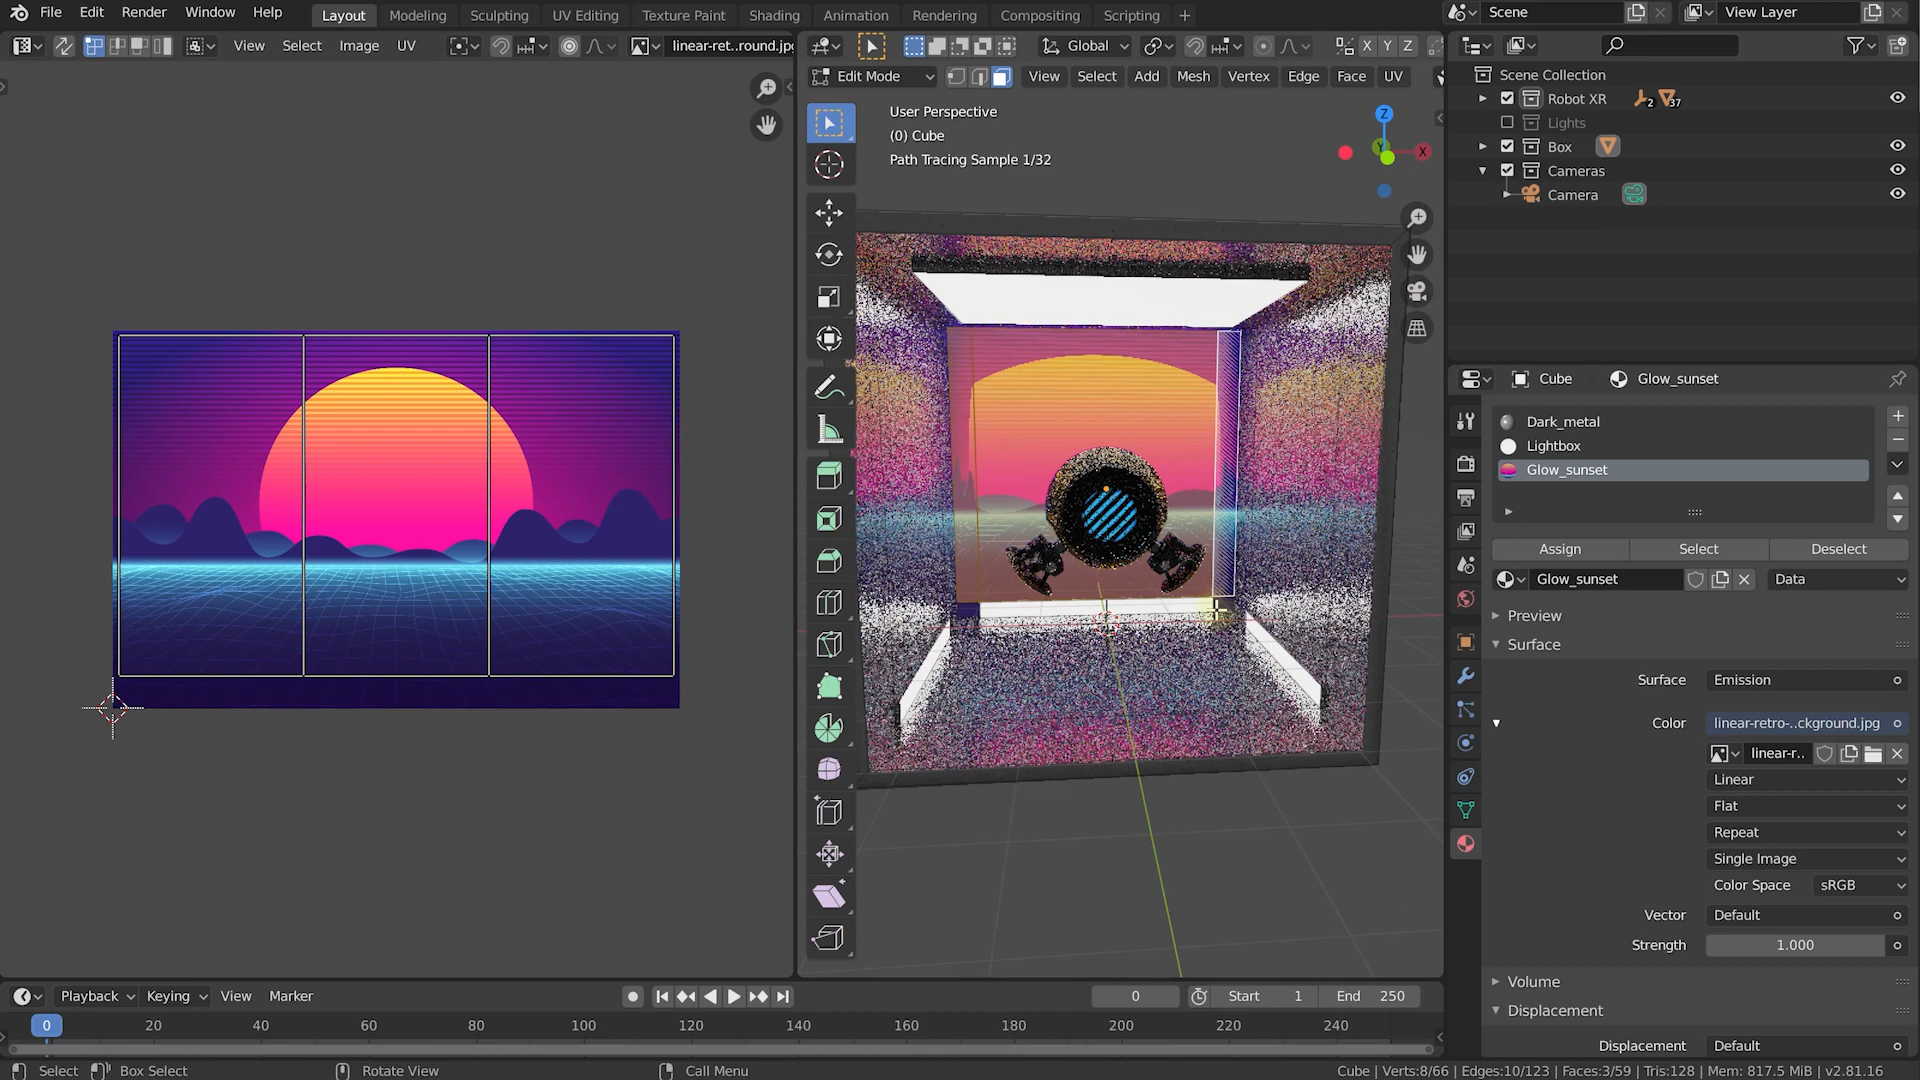 File Edit Render Window Help Layout Modeling Sculpting UV Editing Texture Paint Shading Animation Rendering Compositing Scripting + Scene View Layer
View Select Image UV linear-ret..round.jpg Global X Y Z
Edit Mode View Select Add Mesh Vertex Edge Face UV
User Perspective
(0) Cube
Path Tracing Sample 1/32
Z
Y
X
Scene Collection
Robot XR 2 37
Lights
Box
Cameras
Camera
Cube Glow_sunset
Dark_metal
Lightbox
Glow_sunset
Assign Select Deselect
Glow_sunset Data
Preview
Surface
Surface Emission
Color linear-retro-..ckground.jpg
linear-r..
Linear
Flat
Repeat
Single Image
Color Space sRGB
Vector Default
Strength 1.000
Volume
Displacement
Displacement Default
Playback Keying View Marker 0 Start 1 End 250
0 20 40 60 80 100 120 140 160 180 200 220 240
Select Box Select Rotate View Call Menu Cube | Verts:8/66 | Edges:10/123 | Faces:3/59 | Tris:128 | Mem: 817.5 MiB | v2.81.16